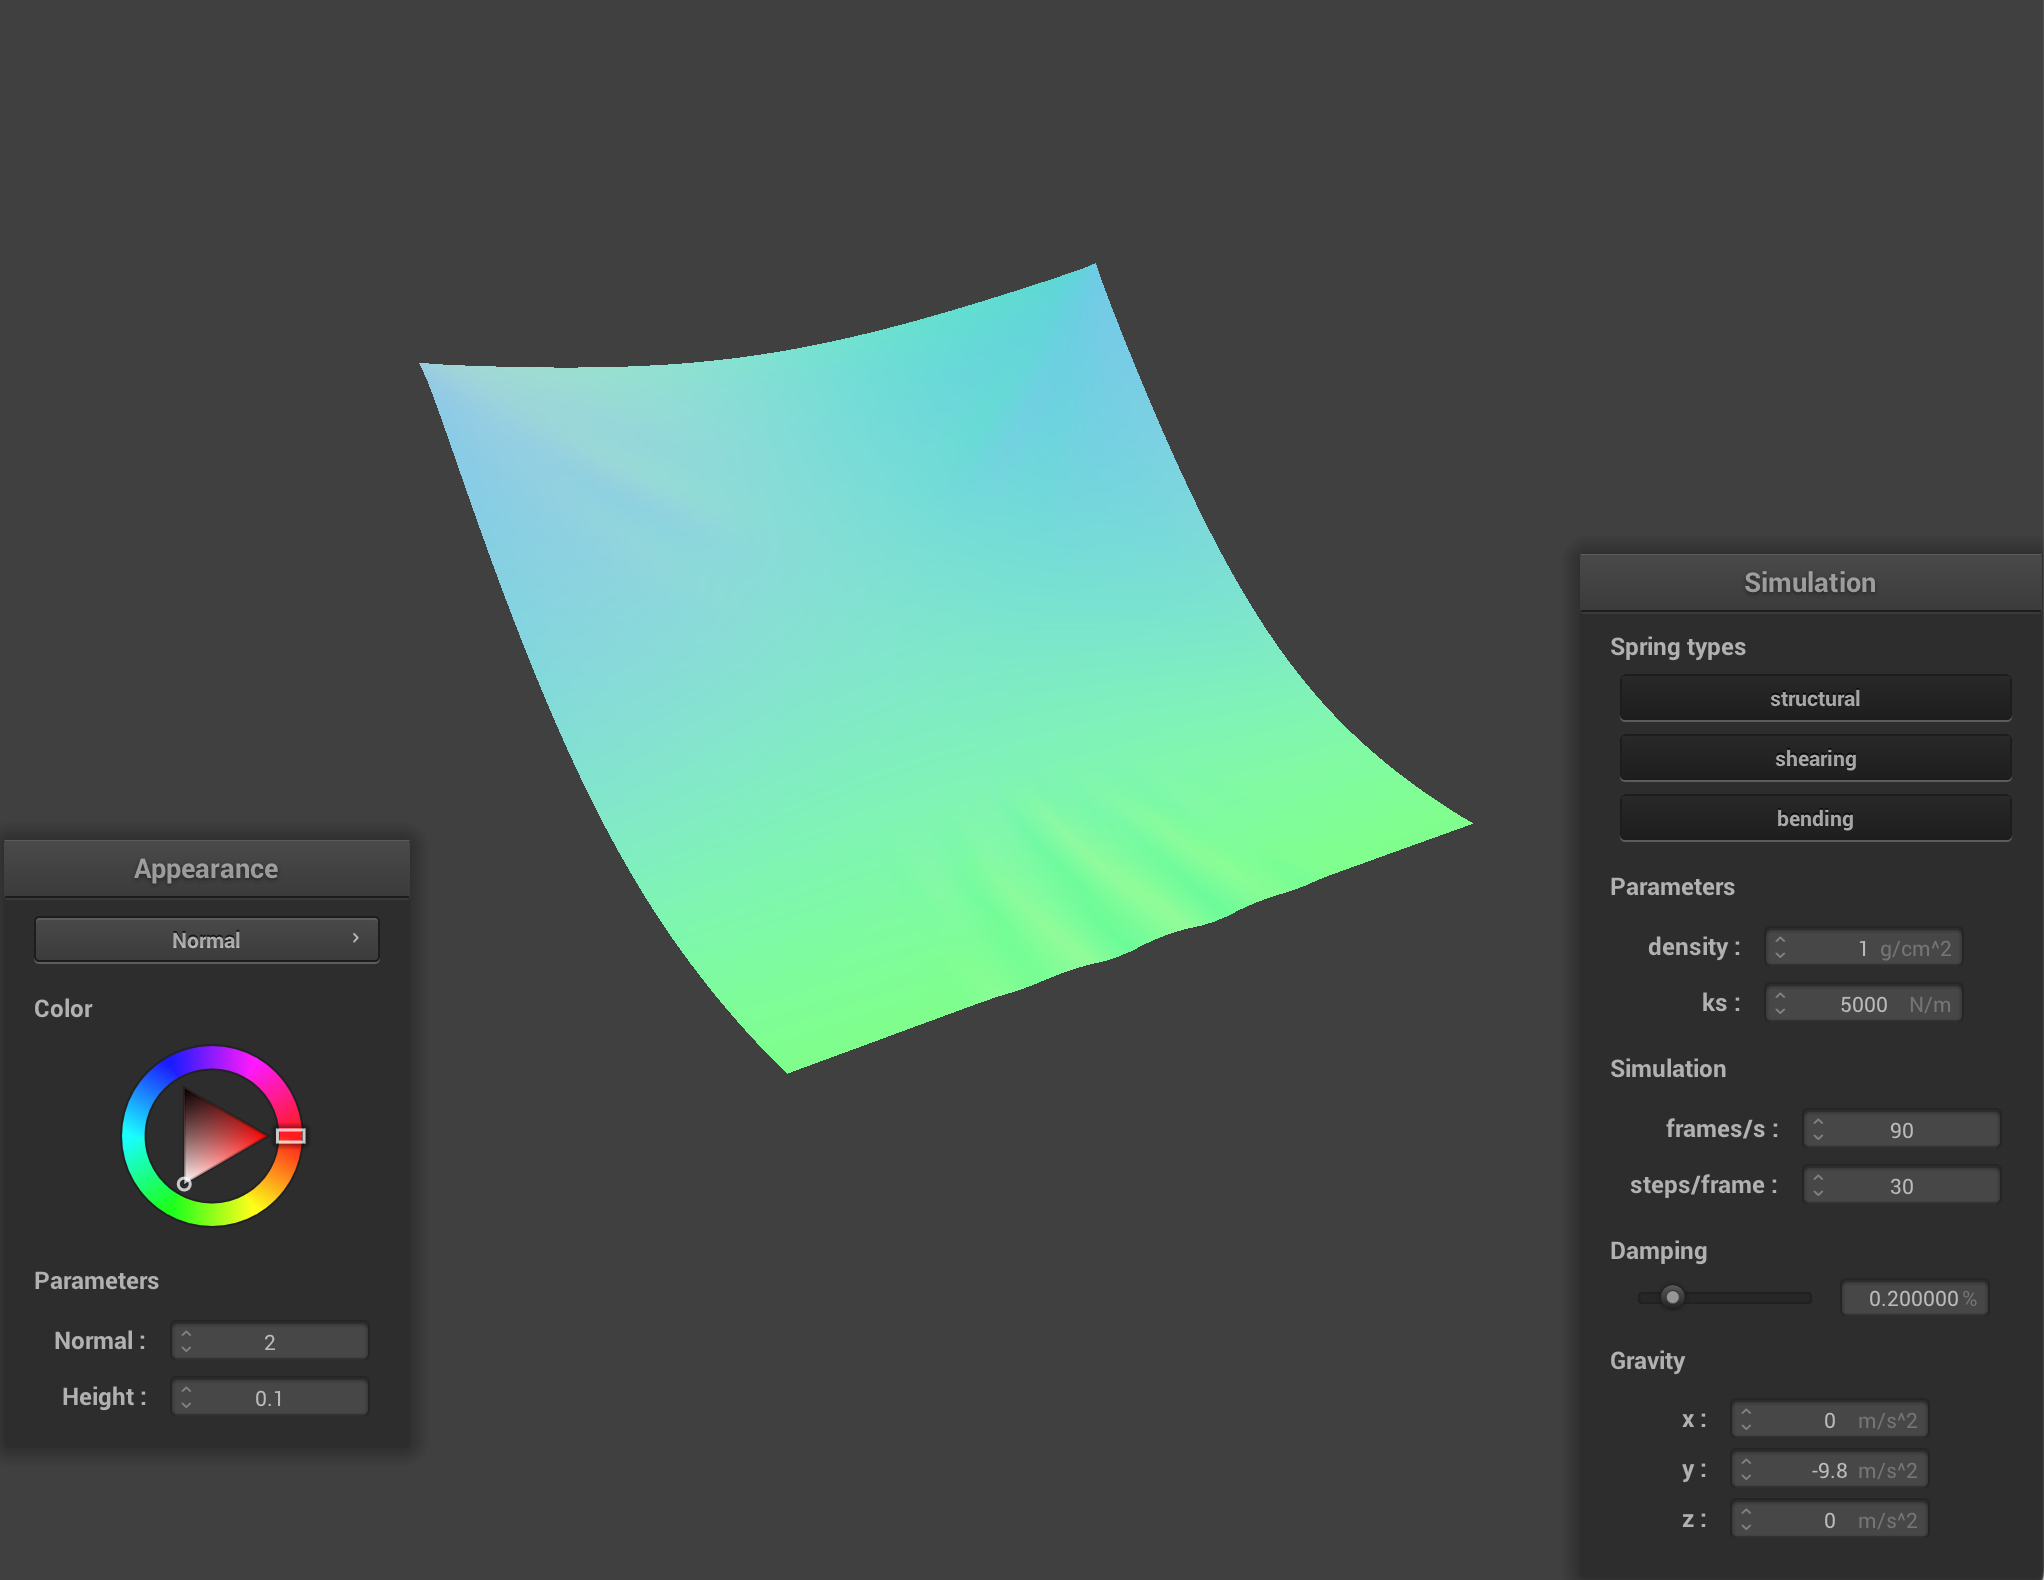 Appearance
Normal
Color
Parameters
Normal : 2
Height : 0.1
Simulation
Spring types
structural
shearing
bending
Parameters
density : 1 g/cm^2
ks : 5000 N/m
Simulation
frames/s : 90
steps/frame : 30
Damping
0.200000 %
Gravity
x : 0 m/s^2
y : -9.8 m/s^2
z : 0 m/s^2